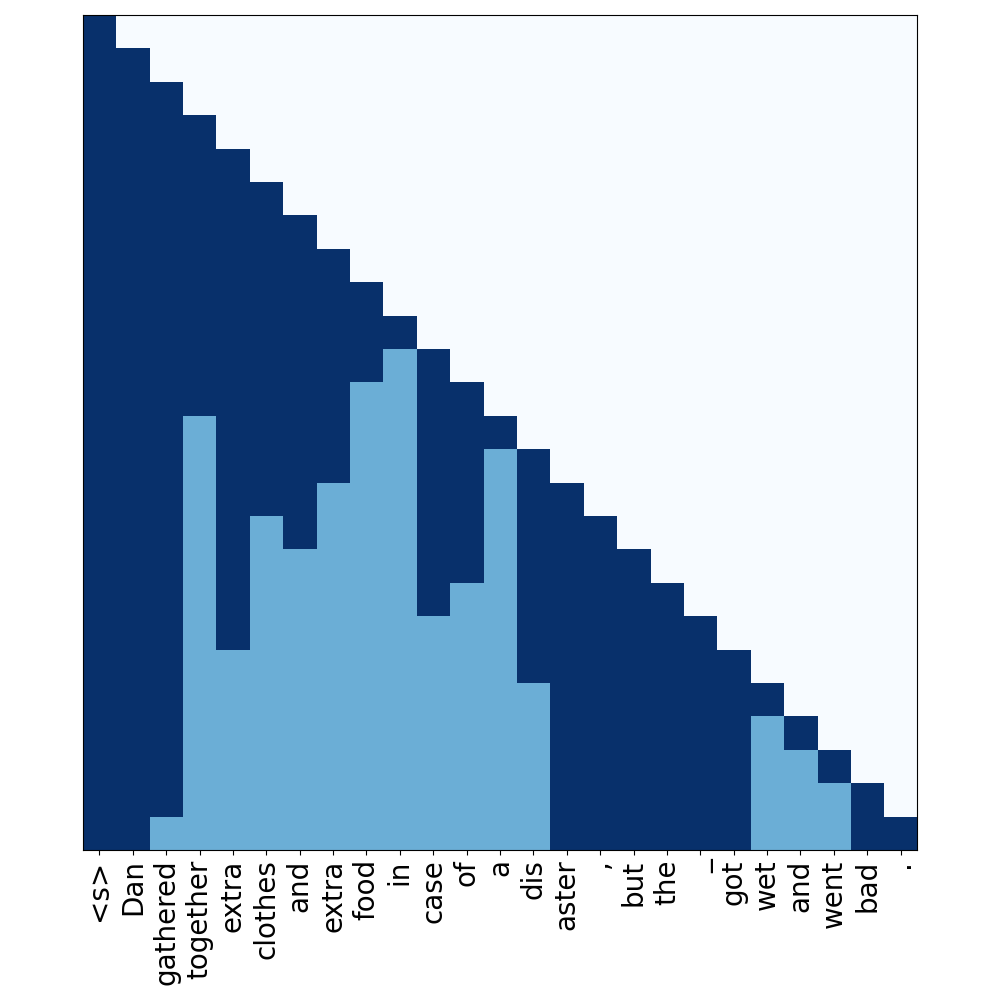 <s> Dan gathered together extra clothes and extra food in case of a dis aster , but the _ got wet and went bad .